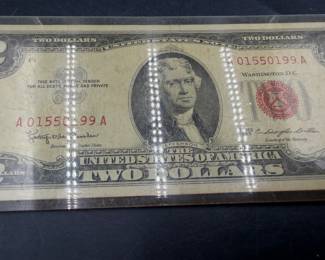 TWO DOLLARS
TWO DOLLARS
THIS NOTE IS LEGAL TENDER
FOR ALL DEBTS, PUBLIC AND PRIVATE
01550199 A
WASHINGTON, D.C.
A 01550199 A
THE
UNITED STATES OF AMERICA
TWO DOLLARS